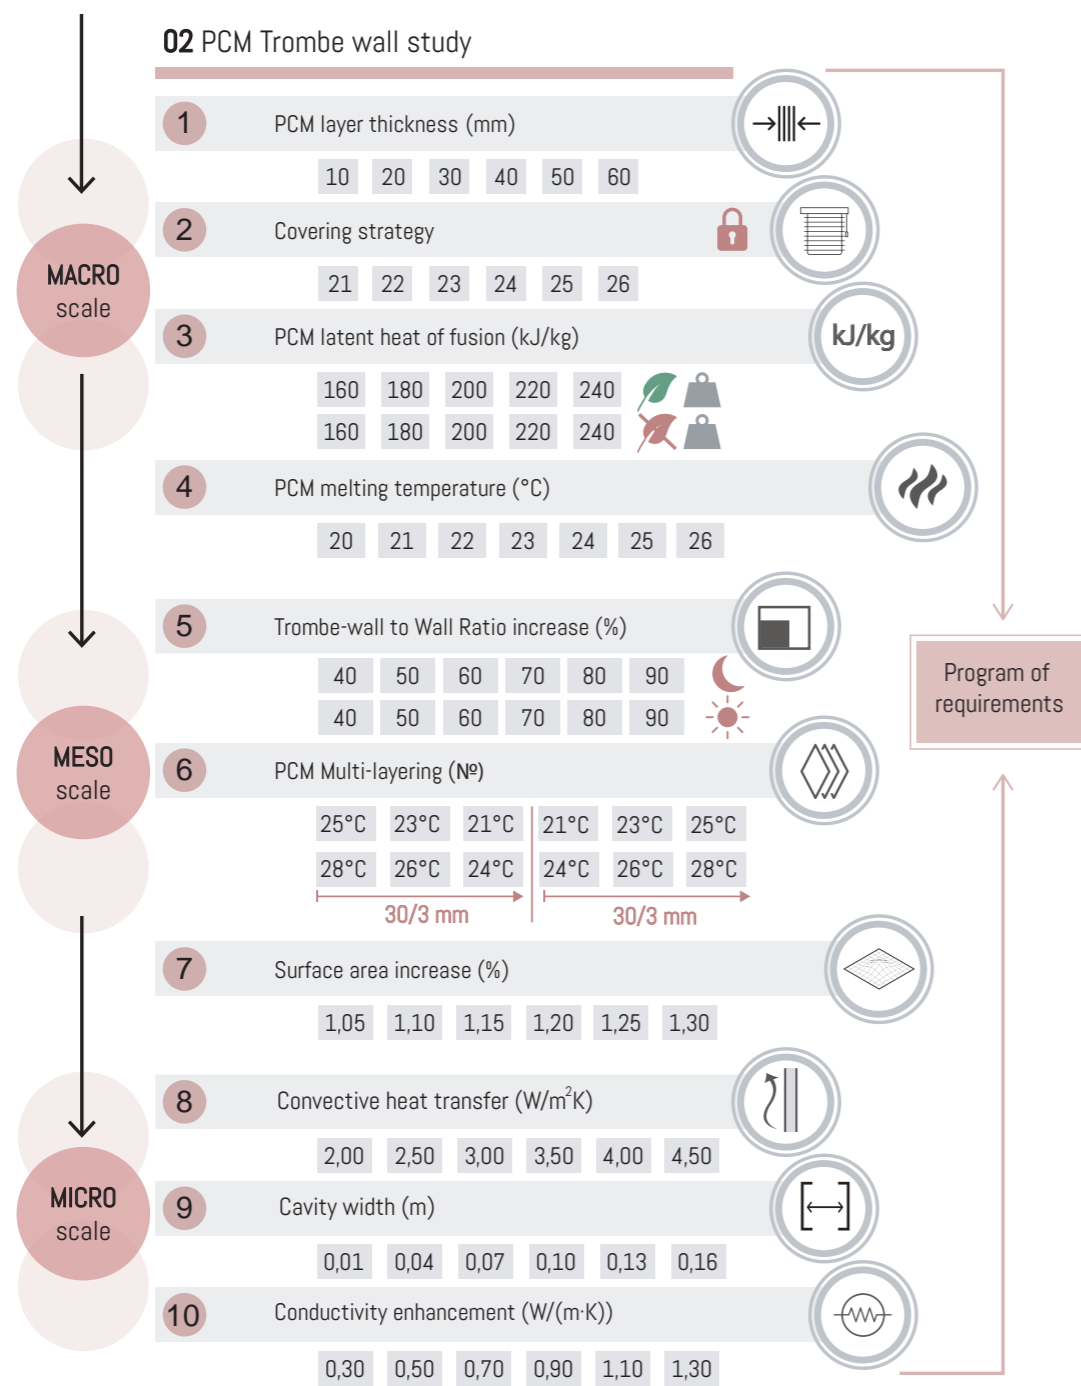 02 PCM Trombe wall study
1 PCM layer thickness (mm)
10 20 30 40 50 60
2 Covering strategy
21 22 23 24 25 26
MACRO
scale
3 PCM latent heat of fusion (kJ/kg) kJ/kg
160 180 200 220 240
160 180 200 220 240
4 PCM melting temperature (°C)
20 21 22 23 24 25 26
5 Trombe-wall to Wall Ratio increase (%)
40 50 60 70 80 90
40 50 60 70 80 90
Program of
requirements
MESO
scale
6 PCM Multi-layering (Nº)
25°C 23°C 21°C 21°C 23°C 25°C
28°C 26°C 24°C 24°C 26°C 28°C
30/3 mm 30/3 mm
7 Surface area increase (%)
1,05 1,10 1,15 1,20 1,25 1,30
8 Convective heat transfer (W/m²K)
2,00 2,50 3,00 3,50 4,00 4,50
MICRO
scale
9 Cavity width (m)
0,01 0,04 0,07 0,10 0,13 0,16
10 Conductivity enhancement (W/(m·K))
0,30 0,50 0,70 0,90 1,10 1,30